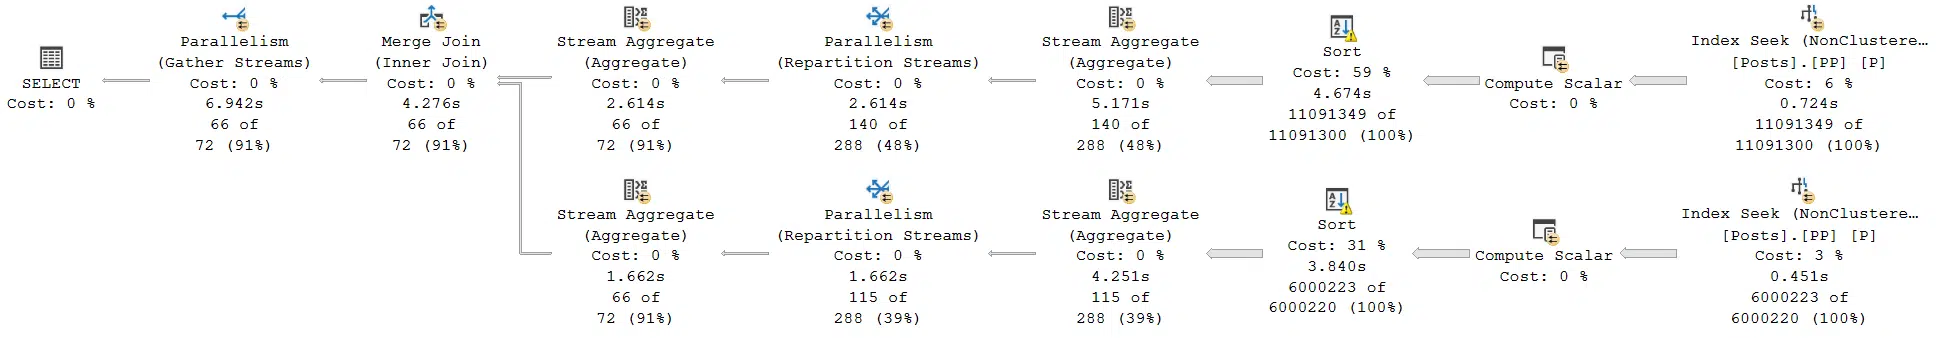 SELECT
Cost: 0 %
Parallelism
(Gather Streams)
Cost: 0 %
6.942s
66 of
72 (91%)
Merge Join
(Inner Join)
Cost: 0 %
4.276s
66 of
72 (91%)
Stream Aggregate
(Aggregate)
Cost: 0 %
2.614s
66 of
72 (91%)
Parallelism
(Repartition Streams)
Cost: 0 %
2.614s
140 of
288 (48%)
Stream Aggregate
(Aggregate)
Cost: 0 %
5.171s
140 of
288 (48%)
Sort
Cost: 59 %
4.674s
11091349 of
11091300 (100%)
Compute Scalar
Cost: 0 %
Index Seek (NonClustere…
[Posts].[PP] [P]
Cost: 6 %
0.724s
11091349 of
11091300 (100%)
Stream Aggregate
(Aggregate)
Cost: 0 %
1.662s
66 of
72 (91%)
Parallelism
(Repartition Streams)
Cost: 0 %
1.662s
115 of
288 (39%)
Stream Aggregate
(Aggregate)
Cost: 0 %
4.251s
115 of
288 (39%)
Sort
Cost: 31 %
3.840s
6000223 of
6000220 (100%)
Compute Scalar
Cost: 0 %
Index Seek (NonClustere…
[Posts].[PP] [P]
Cost: 3 %
0.451s
6000223 of
6000220 (100%)